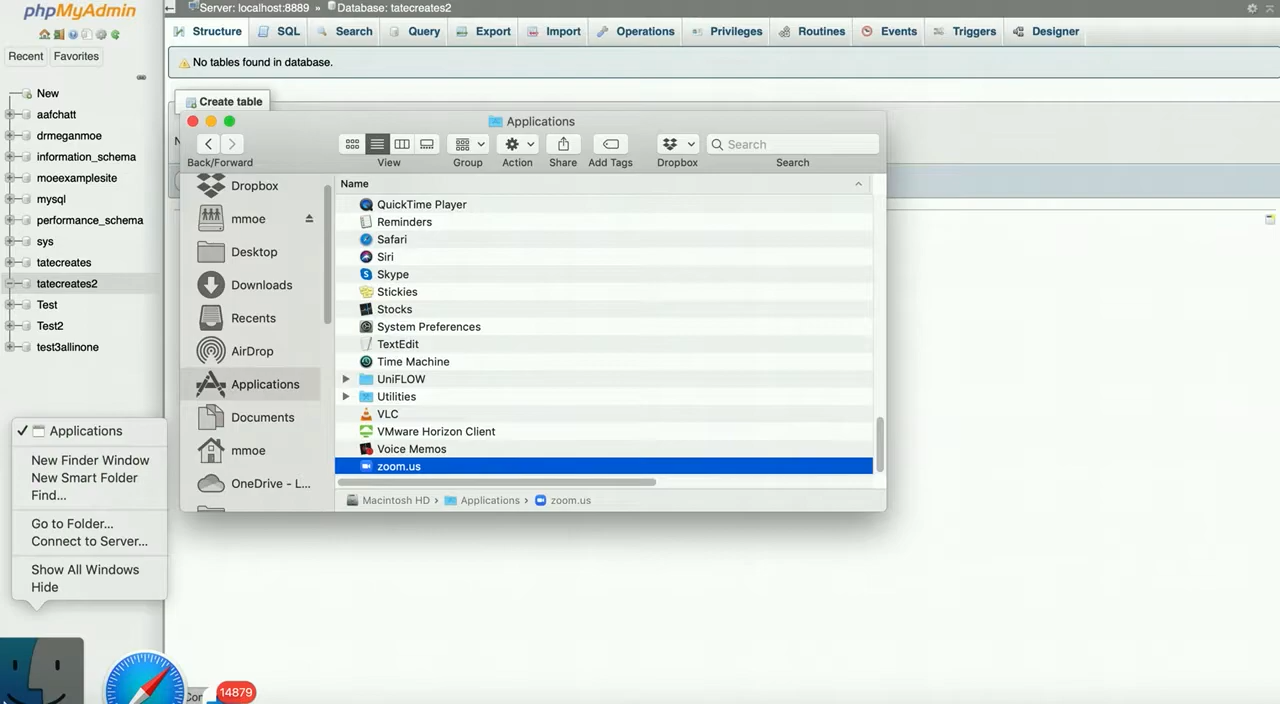 phpMyAdmin
Server: localhost:8889 » Database: tatecreates2
Structure SQL Search Query Export Import Operations Privileges Routines Events Triggers Designer
Recent Favorites
No tables found in database.
New
aafchatt
drmeganmoe
information_schema
moeexamplesite
mysql
performance_schema
sys
tatecreates
tatecreates2
Test
Test2
test3allinone
Create table
Applications
Search
Back/Forward View Group Action Share Add Tags Dropbox Search
Dropbox
mmoe
Desktop
Downloads
Recents
AirDrop
Applications
Documents
mmoe
OneDrive - L...
Name
QuickTime Player
Reminders
Safari
Siri
Skype
Stickies
Stocks
System Preferences
TextEdit
Time Machine
UniFLOW
Utilities
VLC
VMware Horizon Client
Voice Memos
zoom.us
Macintosh HD › Applications › zoom.us
✓ Applications
New Finder Window
New Smart Folder
Find...
Go to Folder...
Connect to Server...
Show All Windows
Hide
14879